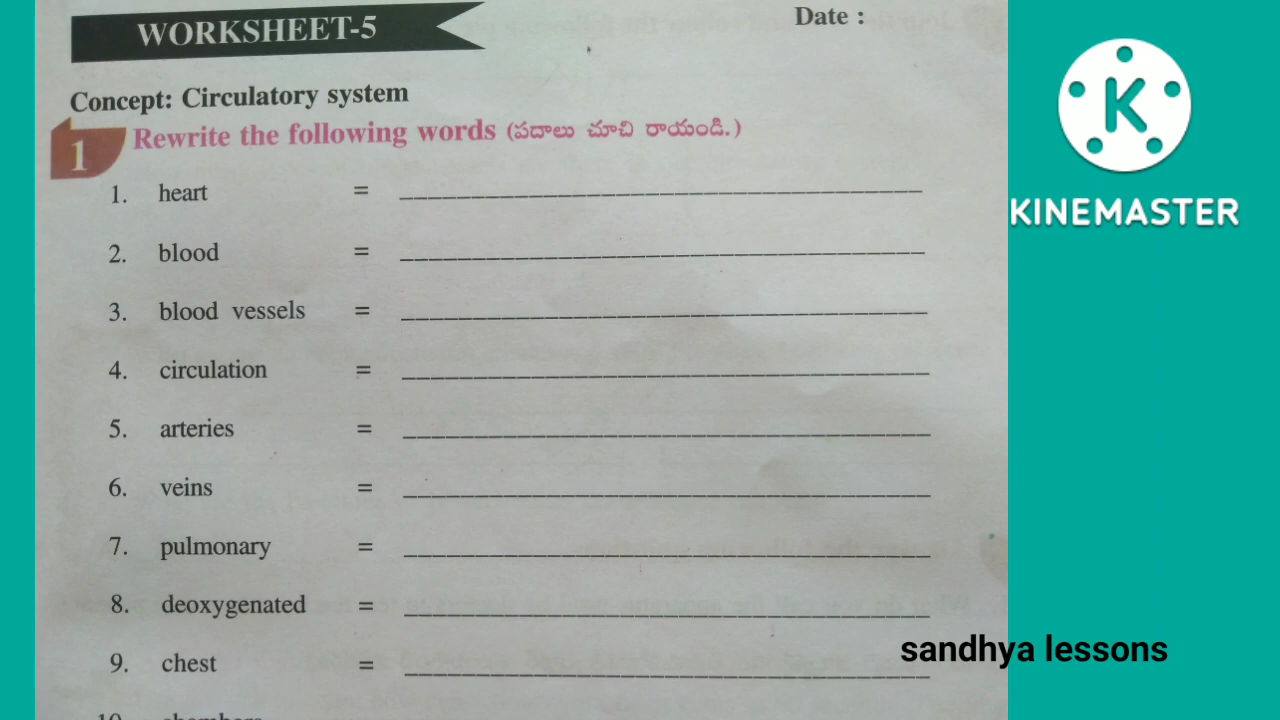 WORKSHEET-5
Date :
Concept: Circulatory system
1 Rewrite the following words (పదాలు చూచి రాయండి.)
1. heart =
2. blood =
3. blood vessels =
4. circulation =
5. arteries =
6. veins =
7. pulmonary =
8. deoxygenated =
9. chest =
K
KINEMASTER
sandhya lessons